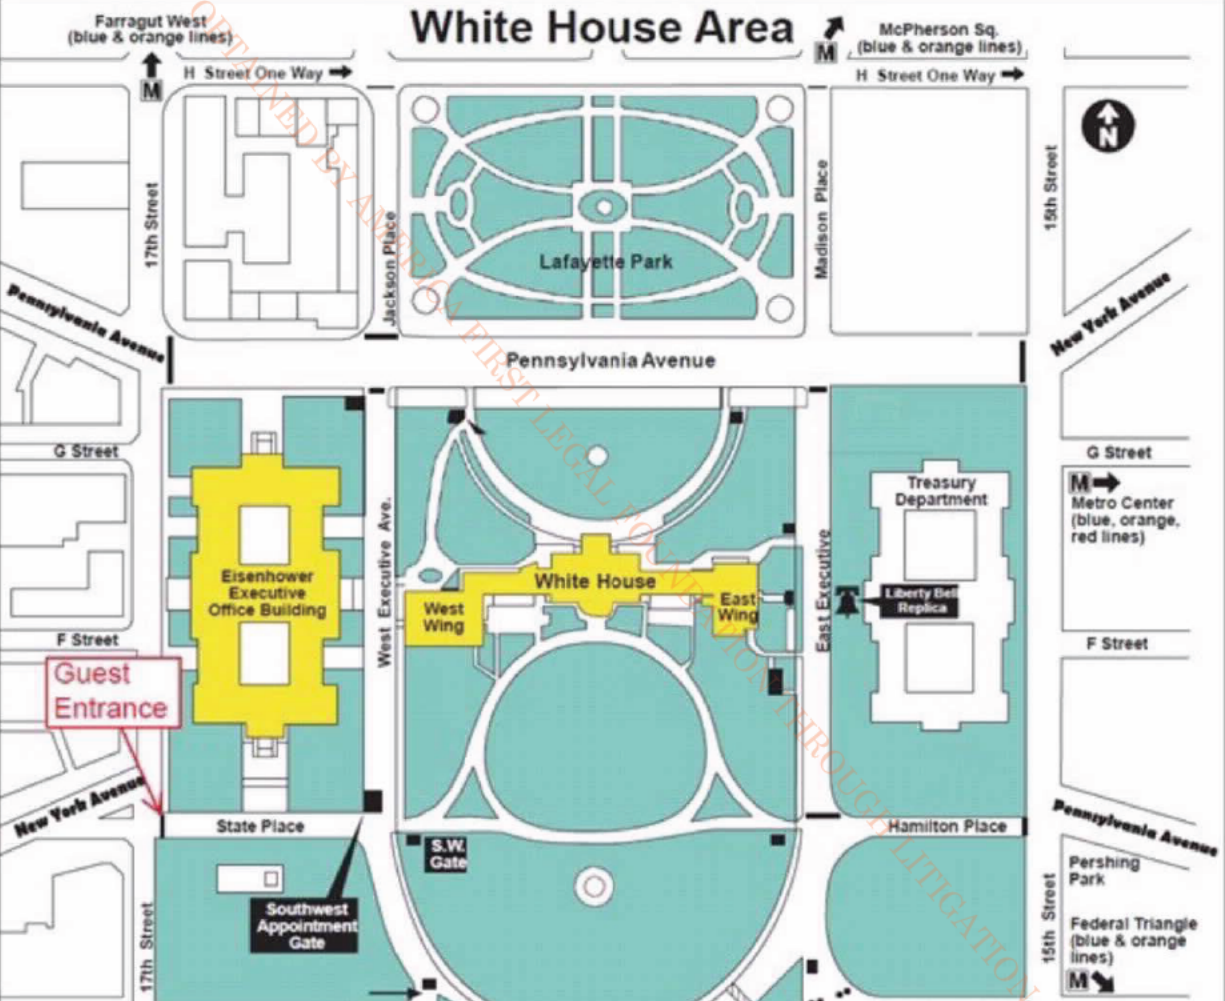 White House Area
Farragut West
(blue & orange lines)
M
H Street One Way
McPherson Sq.
(blue & orange lines)
M
H Street One Way
N
17th Street
Jackson Place
Lafayette Park
Madison Place
15th Street
Pennsylvania Avenue
New York Avenue
Pennsylvania Avenue
G Street
G Street
M
Metro Center
(blue, orange,
red lines)
Treasury
Department
West Executive Ave.
Eisenhower
Executive
Office Building
White House
West
Wing
East
Wing
East Executive
Liberty Bell
Replica
F Street
F Street
Guest
Entrance
New York Avenue
State Place
Hamilton Place
Pennsylvania Avenue
S.W.
Gate
Southwest
Appointment
Gate
17th Street
15th Street
Pershing
Park
Federal Triangle
(blue & orange
lines)
M
OBTAINED BY AMERICA FIRST LEGAL FOUNDATION THROUGH LITIGATION